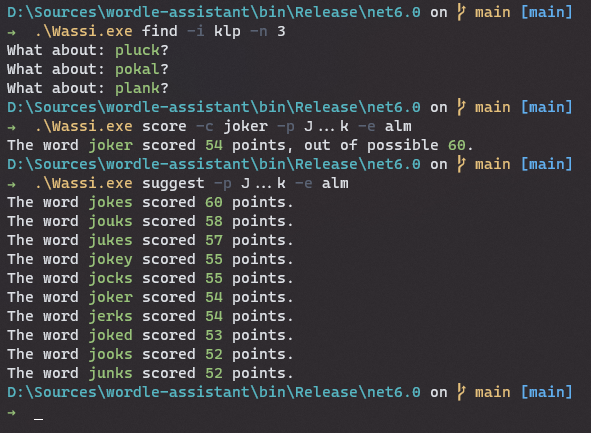 D:\Sources\wordle-assistant\bin\Release\net6.0 on main [main]
→ .\Wassi.exe find -i klp -n 3
What about: pluck?
What about: pokal?
What about: plank?
D:\Sources\wordle-assistant\bin\Release\net6.0 on main [main]
→ .\Wassi.exe score -c joker -p J...k -e alm
The word joker scored 54 points, out of possible 60.
D:\Sources\wordle-assistant\bin\Release\net6.0 on main [main]
→ .\Wassi.exe suggest -p J...k -e alm
The word jokes scored 60 points.
The word jouks scored 58 points.
The word jukes scored 57 points.
The word jokey scored 55 points.
The word jocks scored 55 points.
The word joker scored 54 points.
The word jerks scored 54 points.
The word joked scored 53 points.
The word jooks scored 52 points.
The word junks scored 52 points.
D:\Sources\wordle-assistant\bin\Release\net6.0 on main [main]
→ _